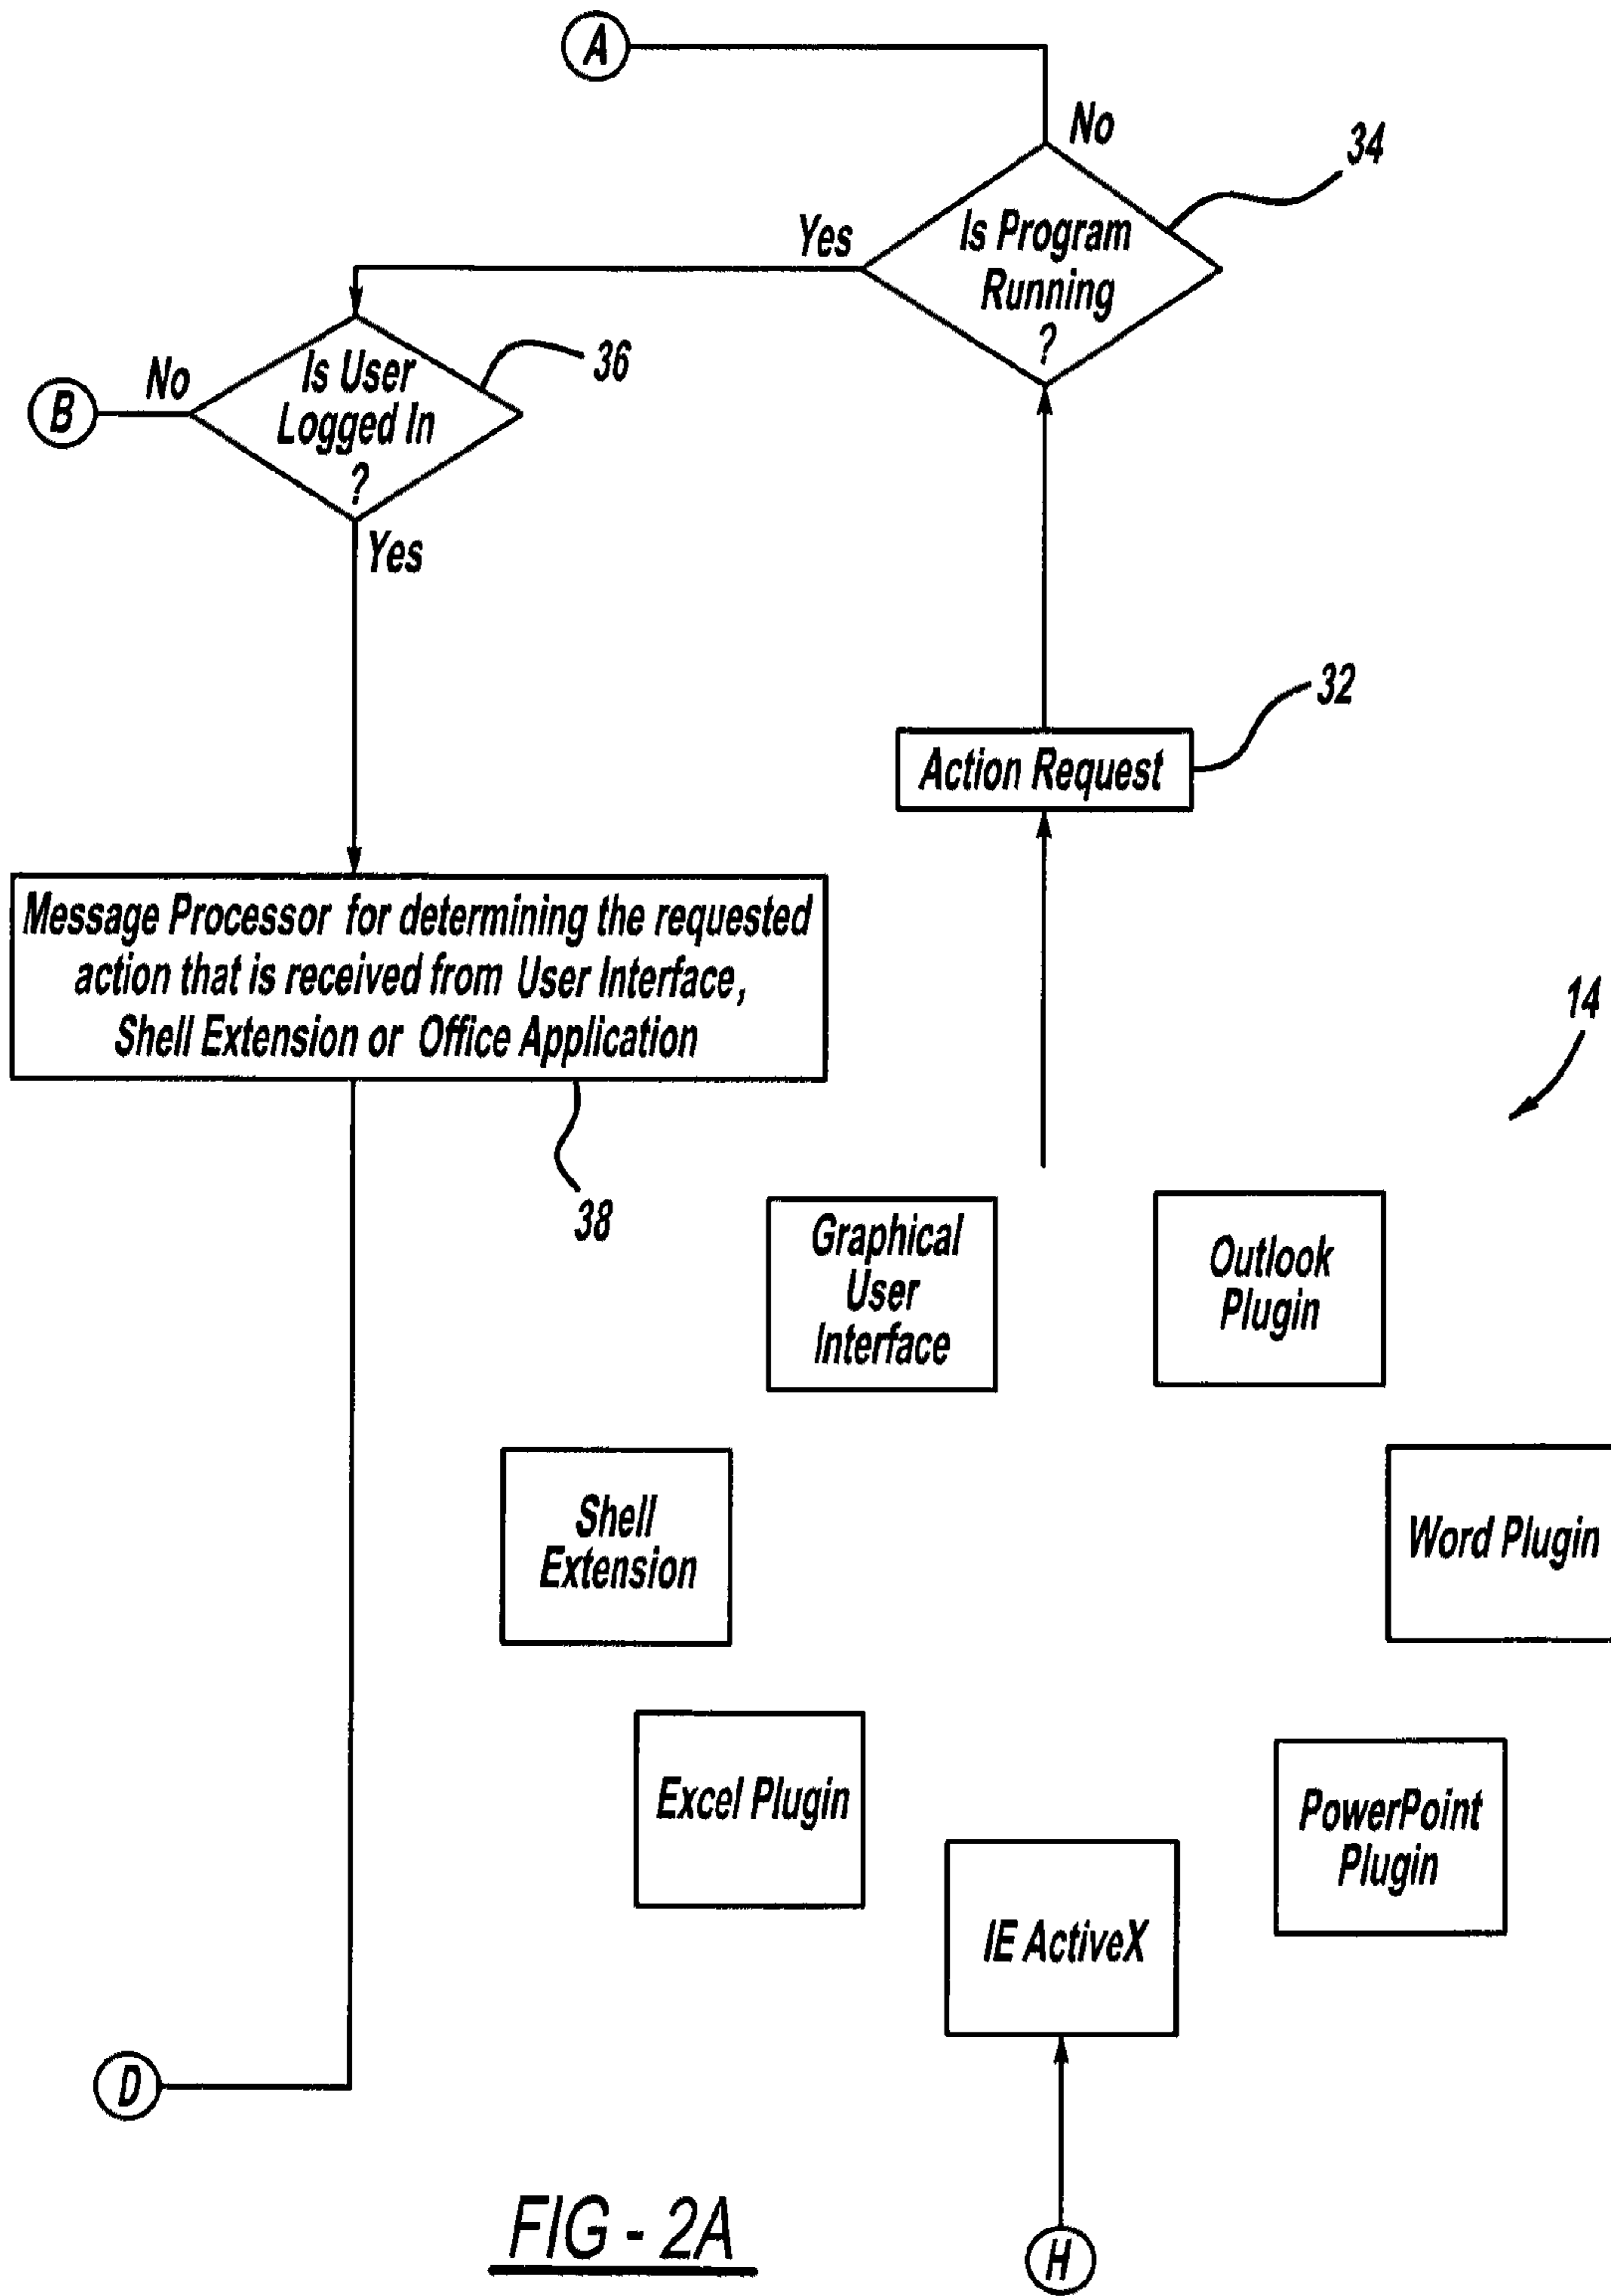 A
No
34
Yes
Is Program
Running
?
36
No
B
Is User
Logged In
?
Yes
32
Action Request
Message Processor for determining the requested
action that is received from User Interface,
Shell Extension or Office Application
38
14
Graphical
User
Interface
Outlook
Plugin
Shell
Extension
Word Plugin
Excel Plugin
PowerPoint
Plugin
IE ActiveX
D
H
FIG - 2A